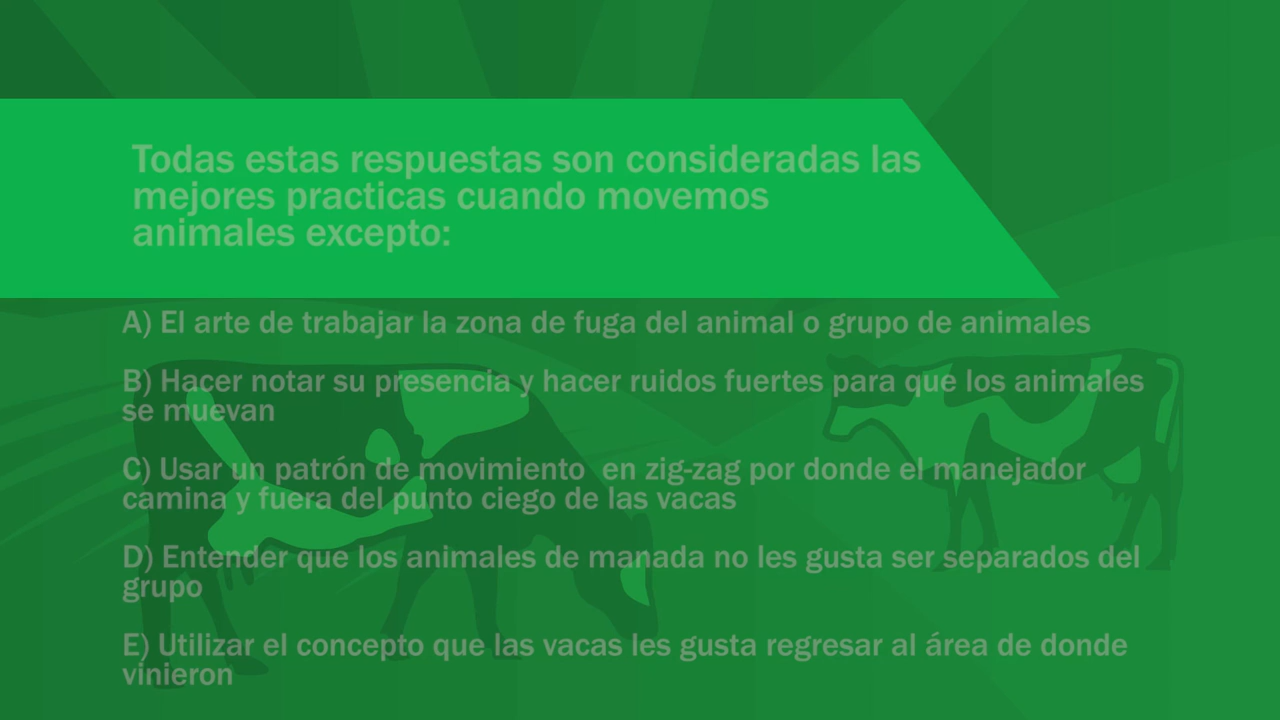 Todas estas respuestas son consideradas las
mejores practicas cuando movemos
animales excepto:
A) El arte de trabajar la zona de fuga del animal o grupo de animales
B) Hacer notar su presencia y hacer ruidos fuertes para que los animales
se muevan
C) Usar un patrón de movimiento  en zig-zag por donde el manejador
camina y fuera del punto ciego de las vacas
D) Entender que los animales de manada no les gusta ser separados del
grupo
E) Utilizar el concepto que las vacas les gusta regresar al área de donde
vinieron